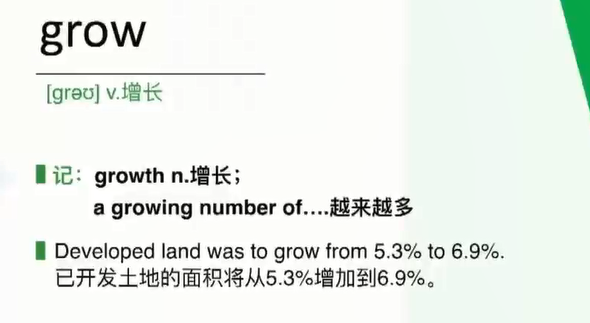 grow
[grəʊ] v.增长
记：growth n.增长；
a growing number of….越来越多
Developed land was to grow from 5.3% to 6.9%.
已开发土地的面积将从5.3%增加到6.9%。